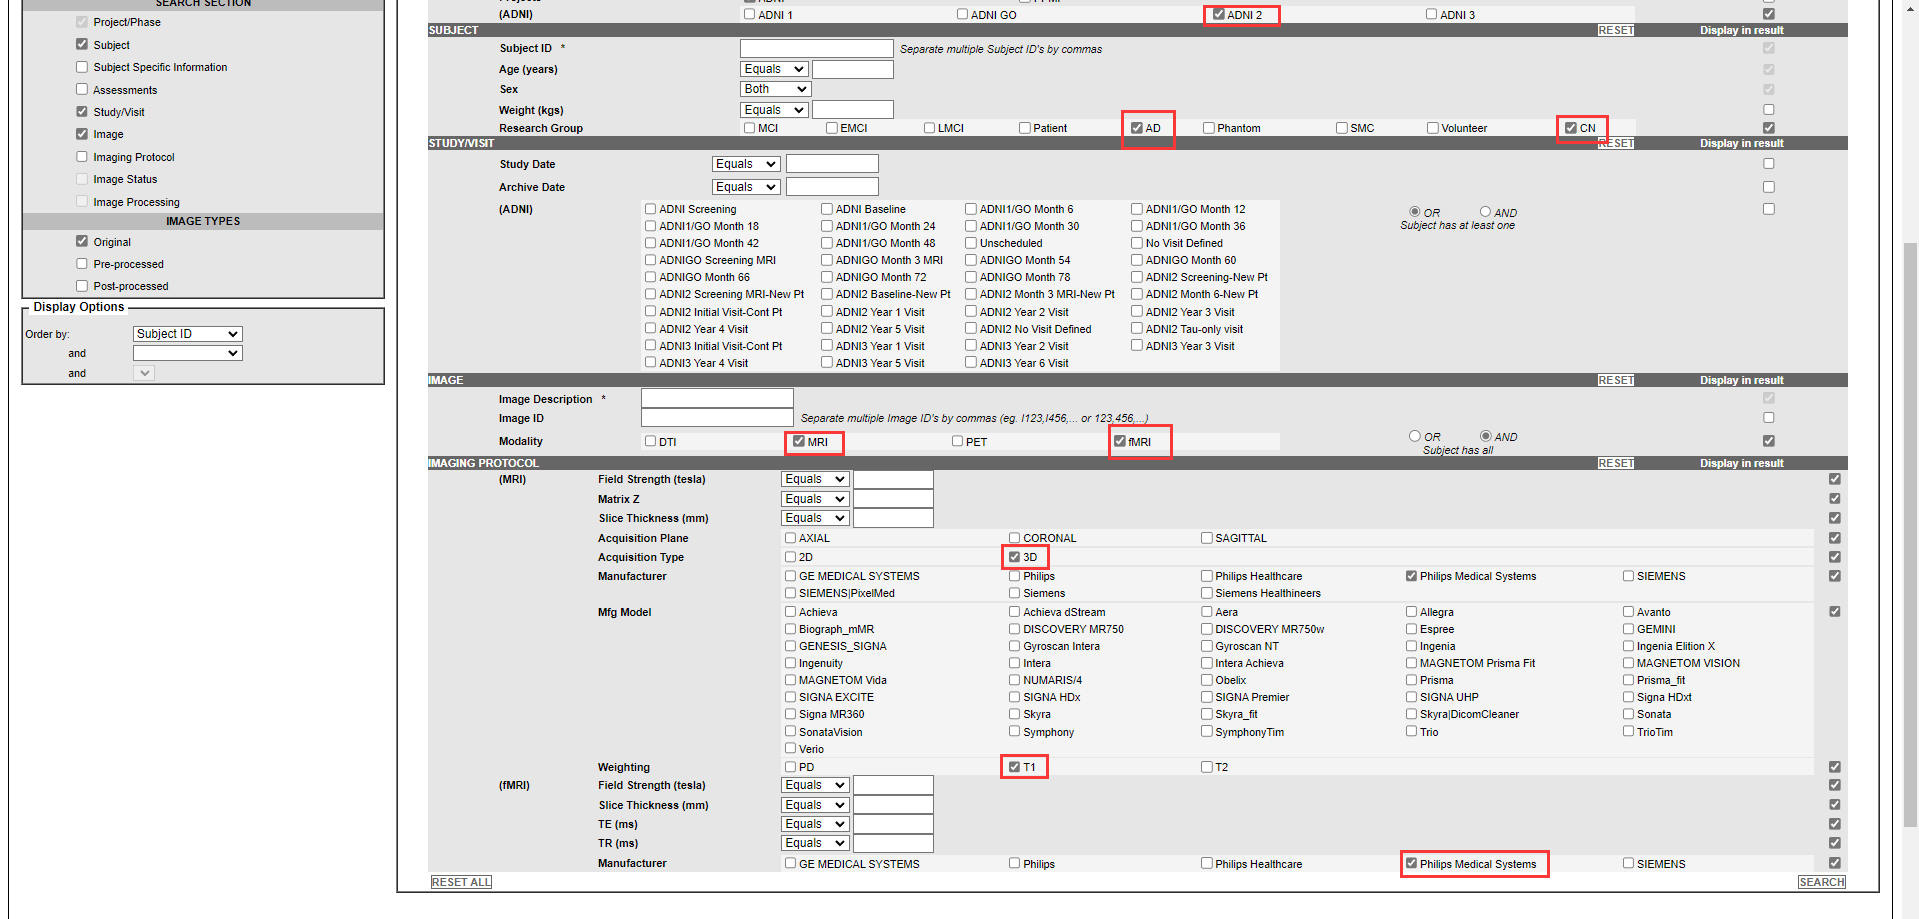 SEARCH SECTION
Project/Phase
Subject
Subject Specific Information
Assessments
Study/Visit
Image
Imaging Protocol
Image Status
Image Processing
IMAGE TYPES
Original
Pre-processed
Post-processed
Display Options
Order by: Subject ID
and
and
(ADNI) ADNI 1 ADNI GO ADNI 2 ADNI 3
SUBJECT RESET Display in result
Subject ID * Separate multiple Subject ID's by commas
Age (years) Equals
Sex Both
Weight (kgs) Equals
Research Group MCI EMCI LMCI Patient AD Phantom SMC Volunteer CN
STUDY/VISIT RESET Display in result
Study Date Equals
Archive Date Equals
(ADNI) ADNI Screening ADNI Baseline ADNI1/GO Month 6 ADNI1/GO Month 12 OR AND
ADNI1/GO Month 18 ADNI1/GO Month 24 ADNI1/GO Month 30 ADNI1/GO Month 36 Subject has at least one
ADNI1/GO Month 42 ADNI1/GO Month 48 Unscheduled No Visit Defined
ADNIGO Screening MRI ADNIGO Month 3 MRI ADNIGO Month 54 ADNIGO Month 60
ADNIGO Month 66 ADNIGO Month 72 ADNIGO Month 78 ADNI2 Screening-New Pt
ADNI2 Screening MRI-New Pt ADNI2 Baseline-New Pt ADNI2 Month 3 MRI-New Pt ADNI2 Month 6-New Pt
ADNI2 Initial Visit-Cont Pt ADNI2 Year 1 Visit ADNI2 Year 2 Visit ADNI2 Year 3 Visit
ADNI2 Year 4 Visit ADNI2 Year 5 Visit ADNI2 No Visit Defined ADNI2 Tau-only visit
ADNI3 Initial Visit-Cont Pt ADNI3 Year 1 Visit ADNI3 Year 2 Visit ADNI3 Year 3 Visit
ADNI3 Year 4 Visit ADNI3 Year 5 Visit ADNI3 Year 6 Visit
IMAGE RESET Display in result
Image Description *
Image ID Separate multiple Image ID's by commas (eg. I123,I456,... or 123,456,...)
Modality DTI MRI PET fMRI OR AND
Subject has all
IMAGING PROTOCOL RESET Display in result
(MRI) Field Strength (tesla) Equals
Matrix Z Equals
Slice Thickness (mm) Equals
Acquisition Plane AXIAL CORONAL SAGITTAL
Acquisition Type 2D 3D
Manufacturer GE MEDICAL SYSTEMS Philips Philips Healthcare Philips Medical Systems SIEMENS
SIEMENS|PixelMed Siemens Siemens Healthineers
Mfg Model Achieva Achieva dStream Aera Allegra Avanto
Biograph_mMR DISCOVERY MR750 DISCOVERY MR750w Espree GEMINI
GENESIS_SIGNA Gyroscan Intera Gyroscan NT Ingenia Ingenia Elition X
Ingenuity Intera Intera Achieva MAGNETOM Prisma Fit MAGNETOM VISION
MAGNETOM Vida NUMARIS/4 Obelix Prisma Prisma_fit
SIGNA EXCITE SIGNA HDx SIGNA Premier SIGNA UHP Signa HDxt
Signa MR360 Skyra Skyra_fit Skyra|DicomCleaner Sonata
SonataVision Symphony SymphonyTim Trio TrioTim
Verio
Weighting PD T1 T2
(fMRI) Field Strength (tesla) Equals
Slice Thickness (mm) Equals
TE (ms) Equals
TR (ms) Equals
Manufacturer GE MEDICAL SYSTEMS Philips Philips Healthcare Philips Medical Systems SIEMENS
RESET ALL SEARCH